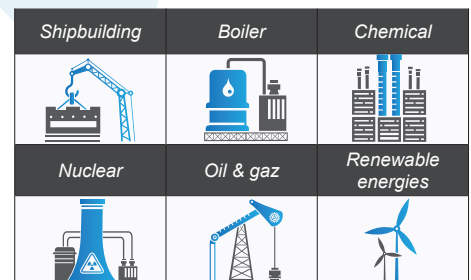 Shipbuilding
Boiler
Chemical
Nuclear
Oil & gaz
Renewable
energies